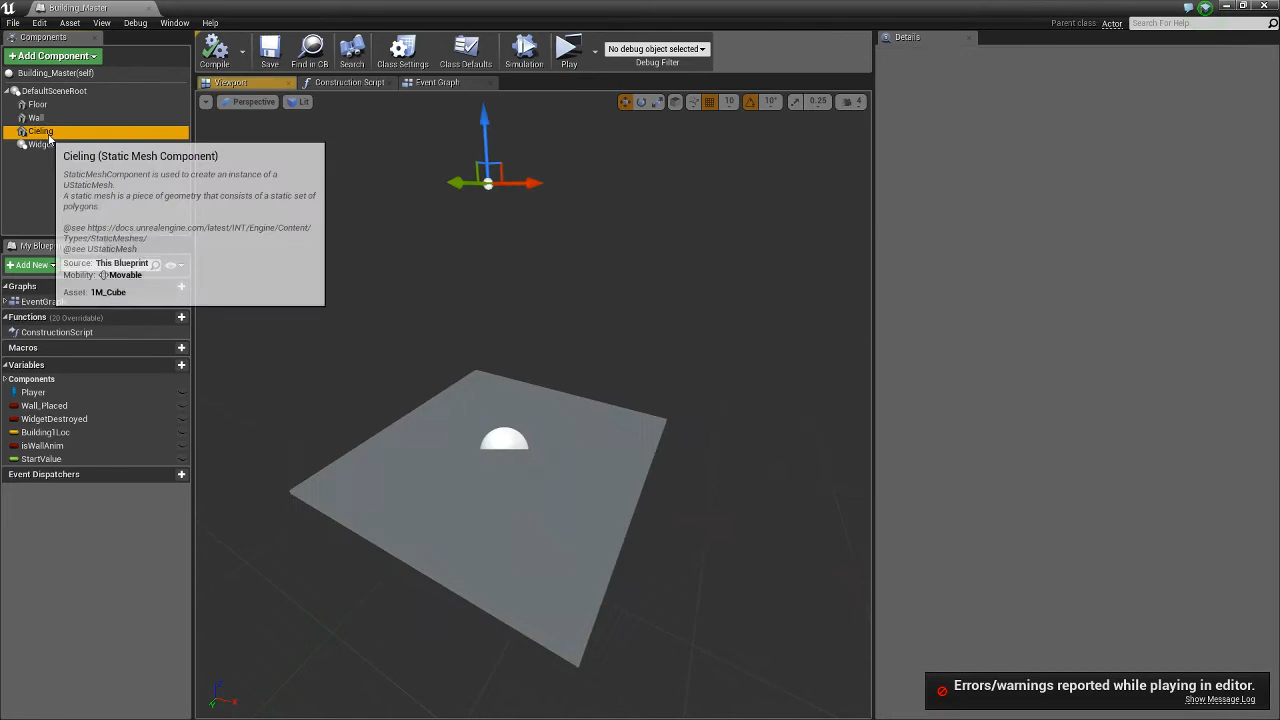 Building_Master
File Edit Asset View Debug Window Help
Parent class: Actor
Search For Help
Components
+Add Component
Building_Master(self)
DefaultSceneRoot
Floor
Wall
Cieling
Cieling (Static Mesh Component)
StaticMeshComponent is used to create an instance of a
UStaticMesh.
A static mesh is a piece of geometry that consists of a static set of
polygons.
@see https://docs.unrealengine.com/latest/INT/Engine/Content/
Types/StaticMeshes/
@see UStaticMesh
Source: This Blueprint
Mobility: Movable
Asset: 1M_Cube
+Add New
Graphs
Functions (20 Overridable)
ConstructionScript
Macros
Variables
Components
Player
Wall_Placed
WidgetDestroyed
Building1Loc
isWallAnim
StartValue
Event Dispatchers
Compile Save Find in CB Search Class Settings Class Defaults Simulation Play
No debug object selected
Debug Filter
Viewport Construction Script Event Graph
Perspective Lit
10 10° 0.25 4
Details
Errors/warnings reported while playing in editor.
Show Message Log